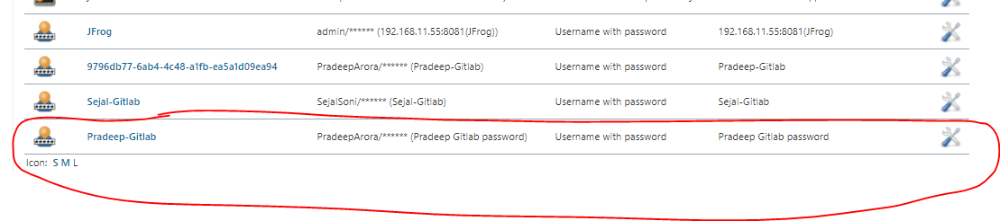 JFrog admin/****** (192.168.11.55:8081(JFrog)) Username with password 192.168.11.55:8081(JFrog)
9796db77-6ab4-4c48-a1fb-ea5a1d09ea94 PradeepArora/****** (Pradeep-Gitlab) Username with password Pradeep-Gitlab
Sejal-Gitlab SejalSoni/****** (Sejal-Gitlab) Username with password Sejal-Gitlab
Pradeep-Gitlab PradeepArora/****** (Pradeep Gitlab password) Username with password Pradeep Gitlab password
Icon: S M L